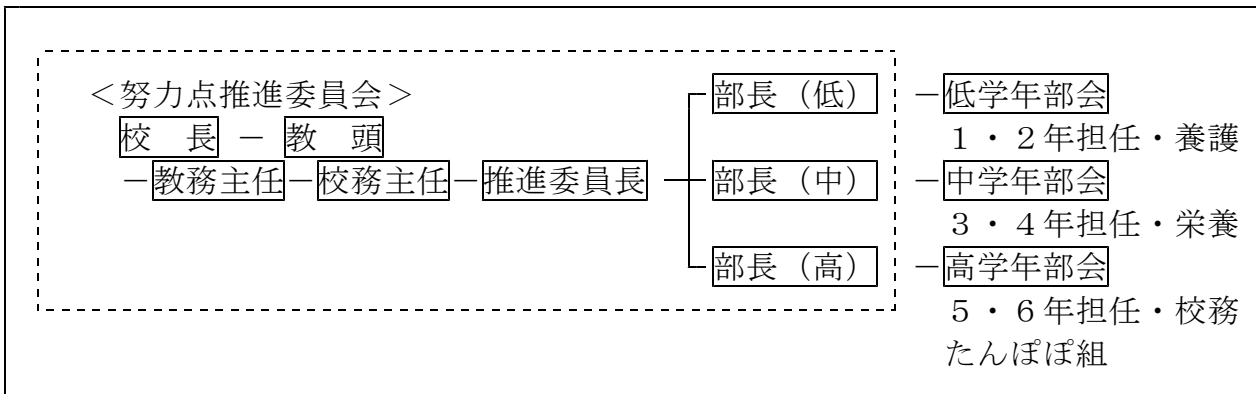 ＜努力点推進委員会＞
部長（低）－低学年部会
校　長 － 教　頭
１・２年担任・養護
－教務主任－校務主任－推進委員長
部長（中）－中学年部会
３・４年担任・栄養
部長（高）－高学年部会
５・６年担任・校務
たんぽぽ組